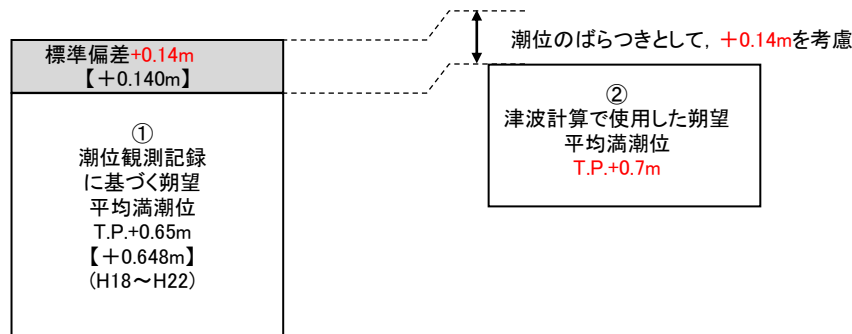 標準偏差+0.14m
【＋0.140m】
①
潮位観測記録
に基づく朔望
平均満潮位
T.P.+0.65m
【＋0.648m】
(H18～H22)
潮位のばらつきとして，＋0.14mを考慮
②
津波計算で使用した朔望
平均満潮位
T.P.+0.7m